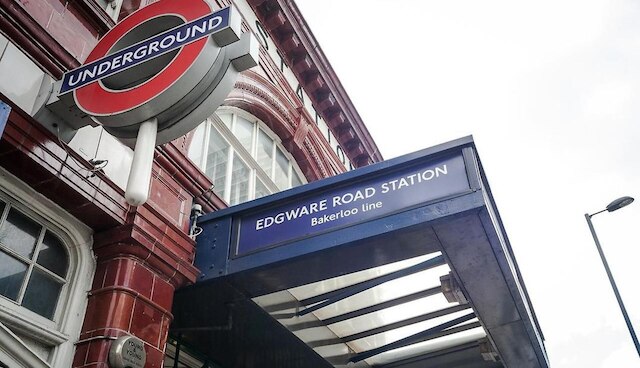 UNDERGROUND
EDGWARE ROAD STATION
Bakerloo line